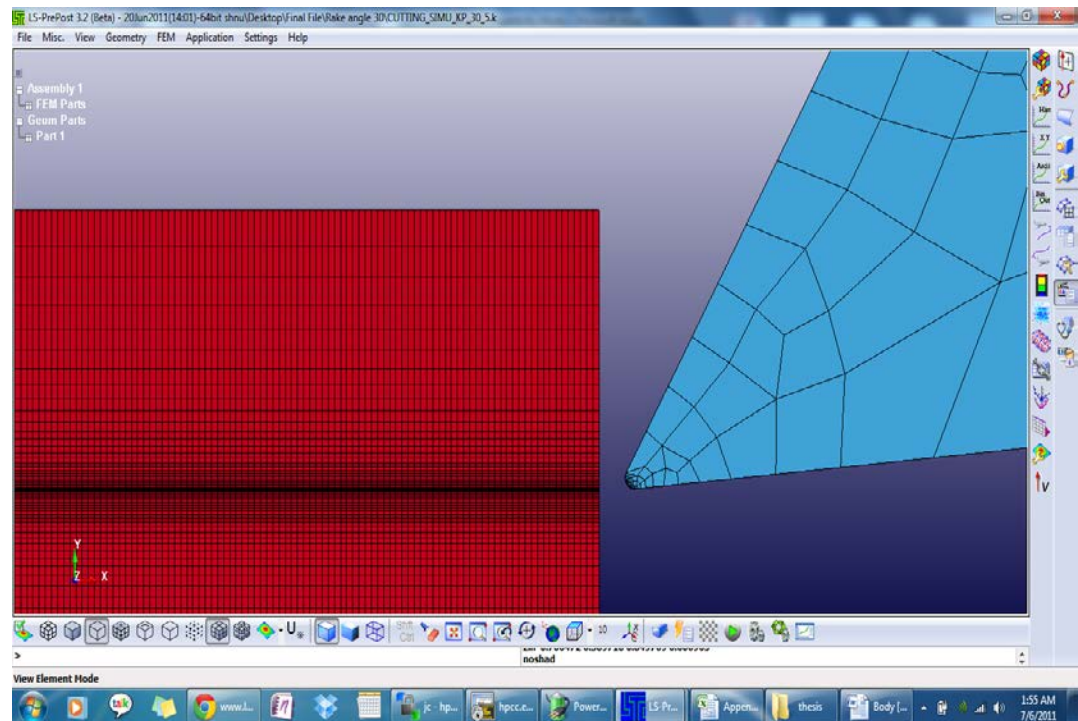 LS-PrePost 3.2 (Beta) - 20Jun2011(14:01)-64bit shnu\Desktop\Final File\Rake angle 3D\CUTTING_SIMU_KP_30_5.k
File Misc. View Geometry FEM Application Settings Help
Assembly 1
FEM Parts
Geom Parts
Part 1
X Y
Y
Z X
V
>
noshad
View Element Mode
talk www.l... jc - hp... hpcc.e... Power... LS-Pr... Appen... thesis Body [... 1:55 AM
7/6/2011